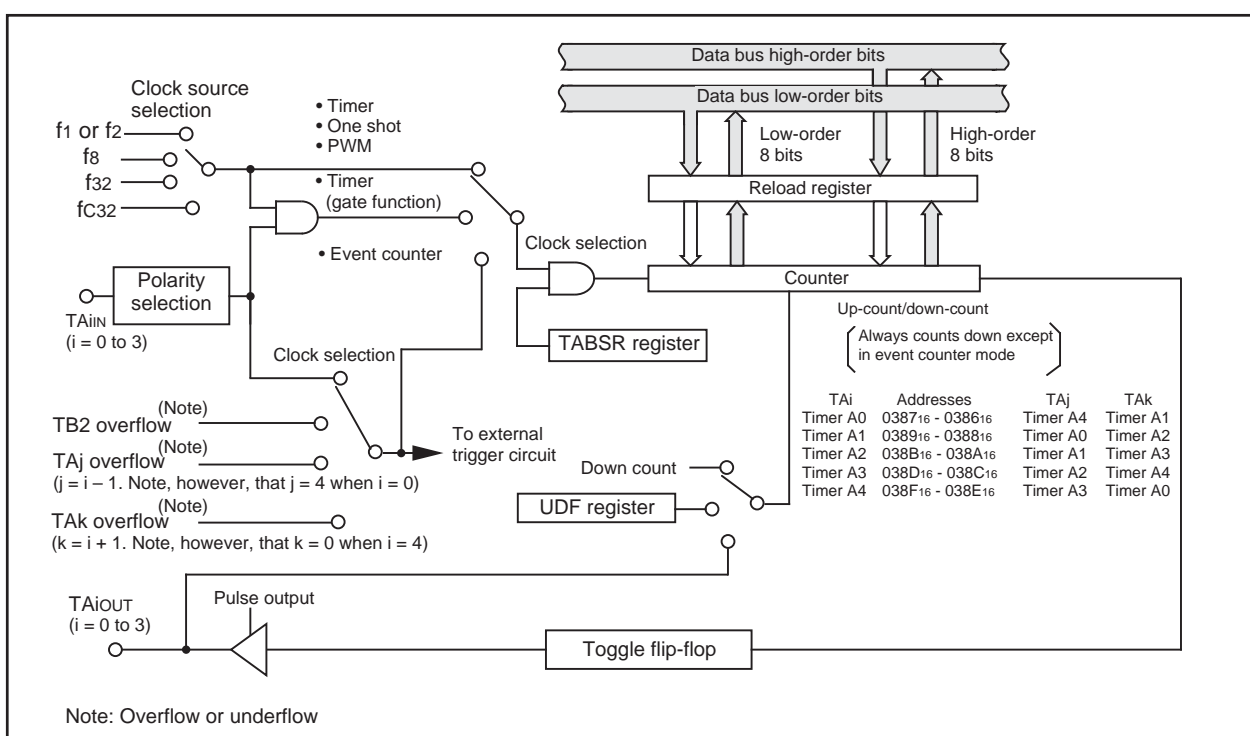 Data bus high-order bits
Data bus low-order bits
Clock source
selection
f1 or f2
f8
f32
fC32
• Timer
• One shot
• PWM
• Timer
(gate function)
• Event counter
Low-order
8 bits
High-order
8 bits
Reload register
Clock selection
Counter
Polarity
selection
TAiIN
(i = 0 to 3)
TABSR register
Up-count/down-count
Always counts down except
in event counter mode
Clock selection
TB2 overflow (Note)
TAj overflow (Note)
(j = i – 1. Note, however, that j = 4 when i = 0)
TAk overflow (Note)
(k = i + 1. Note, however, that k = 0 when i = 4)
To external
trigger circuit
Down count
UDF register
TAi Addresses TAj TAk
Timer A0 038716 - 038616 Timer A4 Timer A1
Timer A1 038916 - 038816 Timer A0 Timer A2
Timer A2 038B16 - 038A16 Timer A1 Timer A3
Timer A3 038D16 - 038C16 Timer A2 Timer A4
Timer A4 038F16 - 038E16 Timer A3 Timer A0
TAiOUT
(i = 0 to 3)
Pulse output
Toggle flip-flop
Note: Overflow or underflow